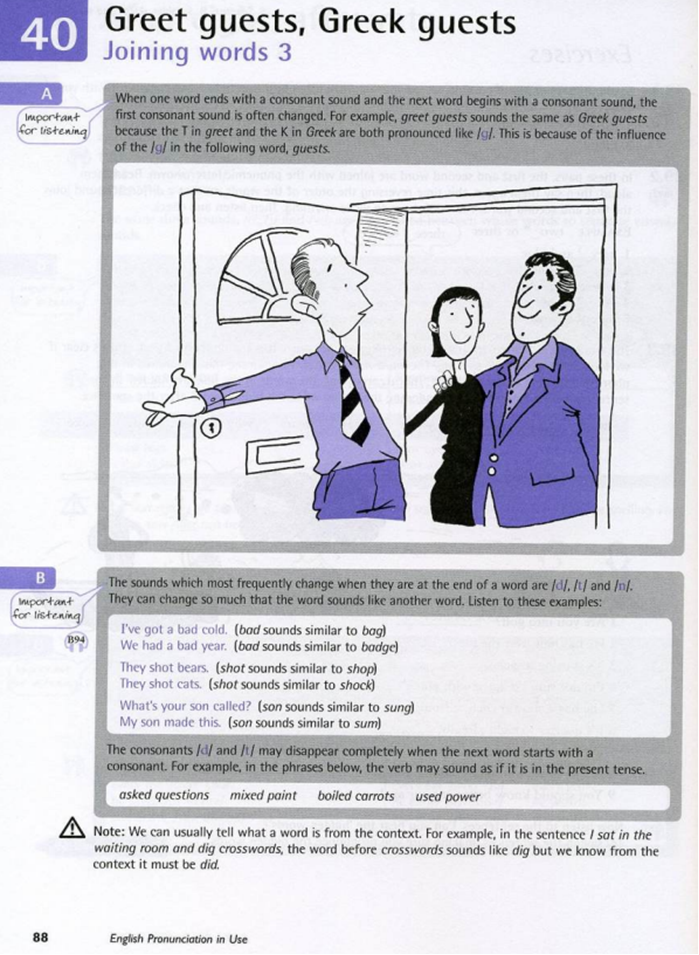 40
Greet guests, Greek guests
Joining words 3
A
Important
for listening
When one word ends with a consonant sound and the next word begins with a consonant sound, the
first consonant sound is often changed. For example, greet guests sounds the same as Greek guests
because the T in greet and the K in Greek are both pronounced like /g/. This is because of the influence
of the /g/ in the following word, guests.
B
Important
for listening
B94
The sounds which most frequently change when they are at the end of a word are /d/, /t/ and /n/.
They can change so much that the word sounds like another word. Listen to these examples:
I've got a bad cold. (bad sounds similar to bag)
We had a bad year. (bad sounds similar to badge)
They shot bears. (shot sounds similar to shop)
They shot cats. (shot sounds similar to shock)
What's your son called? (son sounds similar to sung)
My son made this. (son sounds similar to sum)
The consonants /d/ and /t/ may disappear completely when the next word starts with a
consonant. For example, in the phrases below, the verb may sound as if it is in the present tense.
asked questions mixed paint boiled carrots used power
Note: We can usually tell what a word is from the context. For example, in the sentence I sat in the
waiting room and dig crosswords, the word before crosswords sounds like dig but we know from the
context it must be did.
88 English Pronunciation in Use